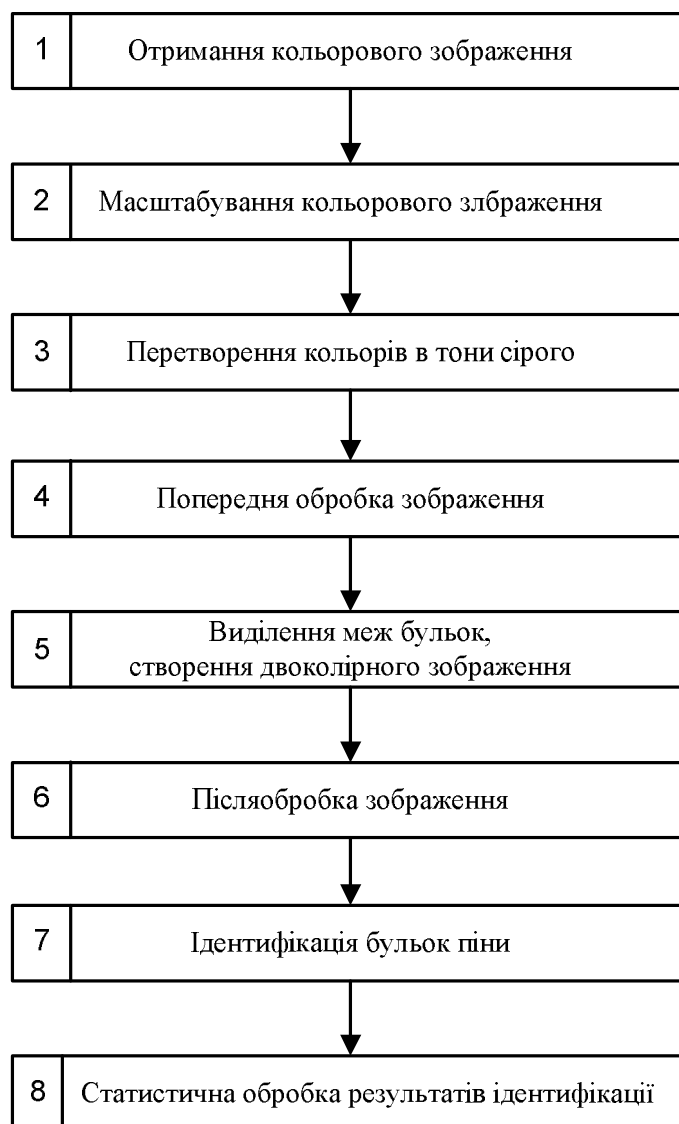 1 Отримання кольорового зображення
2 Масштабування кольорового злбраження
3 Перетворення кольорів в тони сірого
4 Попередня обробка зображення
5 Виділення меж бульок,
створення двоколірного зображення
6 Післяобробка зображення
7 Ідентифікація бульок піни
8 Статистична обробка результатів ідентифікації